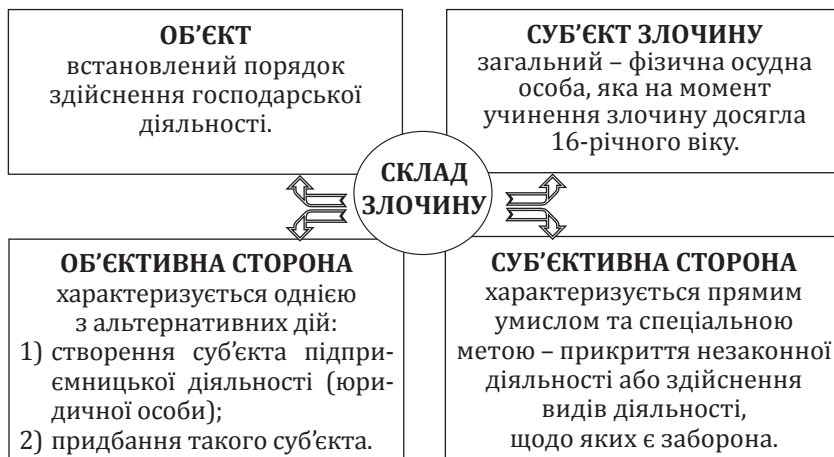 ОБ’ЄКТ
встановлений порядок
здійснення господарської
діяльності.
СУБ’ЄКТ ЗЛОЧИНУ
загальний – фізична осудна
особа, яка на момент
учинення злочину досягла
16-річного віку.
СКЛАД
ЗЛОЧИНУ
ОБ’ЄКТИВНА СТОРОНА
характеризується однією
з альтернативних дій:
1) створення суб’єкта підпри-
ємницької діяльності (юри-
дичної особи);
2) придбання такого суб’єкта.
СУБ’ЄКТИВНА СТОРОНА
характеризується прямим
умислом та спеціальною
метою – прикриття незаконної
діяльності або здійснення
видів діяльності,
щодо яких є заборона.